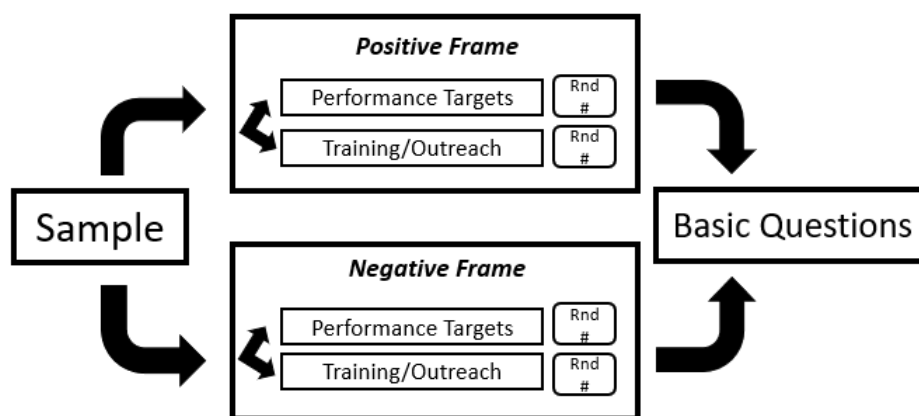 Positive Frame
Performance Targets
Rnd
#
Training/Outreach
Rnd
#
Sample
Basic Questions
Negative Frame
Performance Targets
Rnd
#
Training/Outreach
Rnd
#